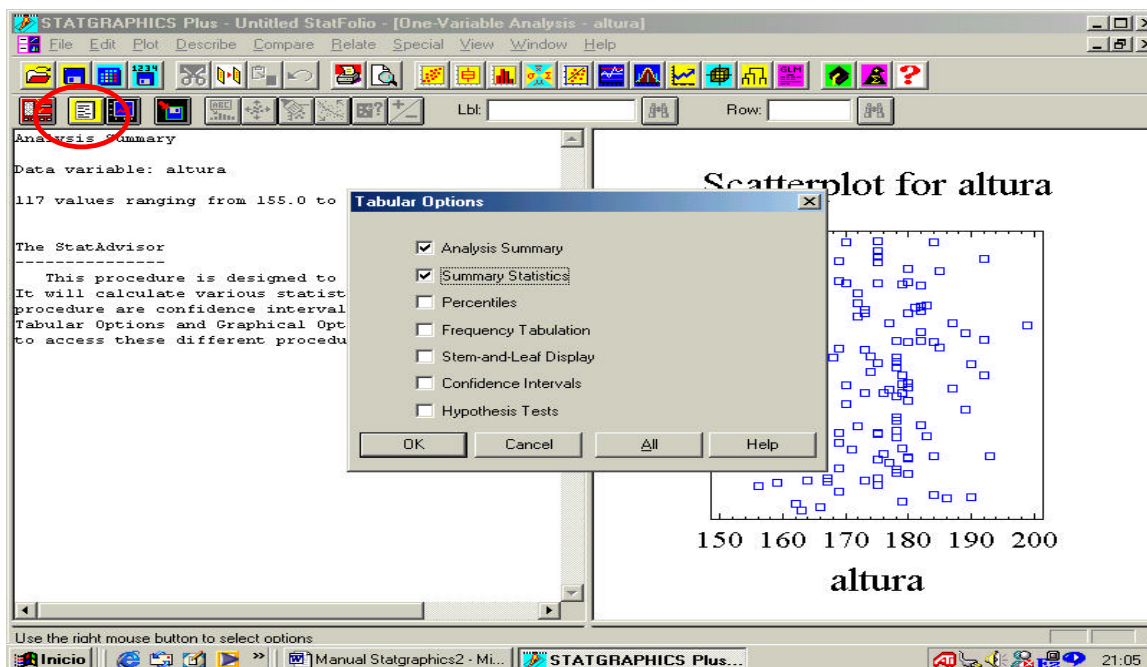 STATGRAPHICS Plus - Untitled StatFolio - [One-Variable Analysis - altura]
File Edit Plot Describe Compare Relate Special View Window Help
Lbl:
Row:
Analysis Summary
Data variable: altura
117 values ranging from 155.0 to
The StatAdvisor
---------------
This procedure is designed to
It will calculate various statist
procedure are confidence interval
Tabular Options and Graphical Opt
to access these different procedu
Tabular Options
Analysis Summary
Summary Statistics
Percentiles
Frequency Tabulation
Stem-and-Leaf Display
Confidence Intervals
Hypothesis Tests
OK Cancel All Help
Scatterplot for altura
150 160 170 180 190 200
altura
Use the right mouse button to select options
Inicio
Manual Statgraphics2 - Mi...
STATGRAPHICS Plus...
21:05